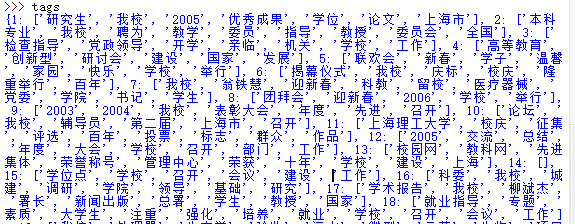 >>> tags
{1: ['研究生', '我校', '2005', '优秀成果', '学位', '论文', '上海市'], 2: ['本科
专业', '我校', '聘为', '教学', '委员', '指导', '教授', '委员会', '全国'], 3: ['
检查指导', '党政领导', '开学', '亲临', '机关', '学校', '工作'], 4: ['高等教育',
'创新型', '研讨会', '建设', '国家', '发展'], 5: ['联欢会', '新春', '学子', '温馨
', '家园', '快乐', '学校', '举行'], 6: ['揭幕仪式', '我校', '庆标', '校庆', '隆
重举行', '百年'], 7: ['我校', '翁铁慧', '迎新春', '科教', '留校', '医疗器械',
党委', '学院', '书记', '学生'], 8: ['团拜会', '迎新春', '2006', '学校', '举行'],
9: ['2003', '2004', '我校', '表彰大会', '年度', '先进', '召开'], 10: ['论坛', '
我校', '辅导员', '第二届', '上海市', '召开'], 11: ['上海理工大学', '校庆', '征集
', '评选', '百年', '投票', '标志', '群众', '作品'], 12: ['2005', '交流', '总结',
'年度', '大会', '学校', '召开', '部门', '工作'], 13: ['校园网', '教科网', '先进
集体', '荣誉称号', '管理中心', '荣获', '十年', '学校', '建设', '上海'], 14: [],
15: ['学位点', '学校', '召开', '会议', '建设', '工作'], 16: ['科委', '我校', '城
建', '调研', '学院', '领导', '基础', '研究'], 17: ['学术报告', '我校', '柳斌杰',
'署长', '新闻出版', '总署', '学生', '教授', '国家'], 18: ['就业指导', '专题', '
素质', '大学生', '注重', '强化', '培养', '就业', '学校', '召开', '会议', '工作'